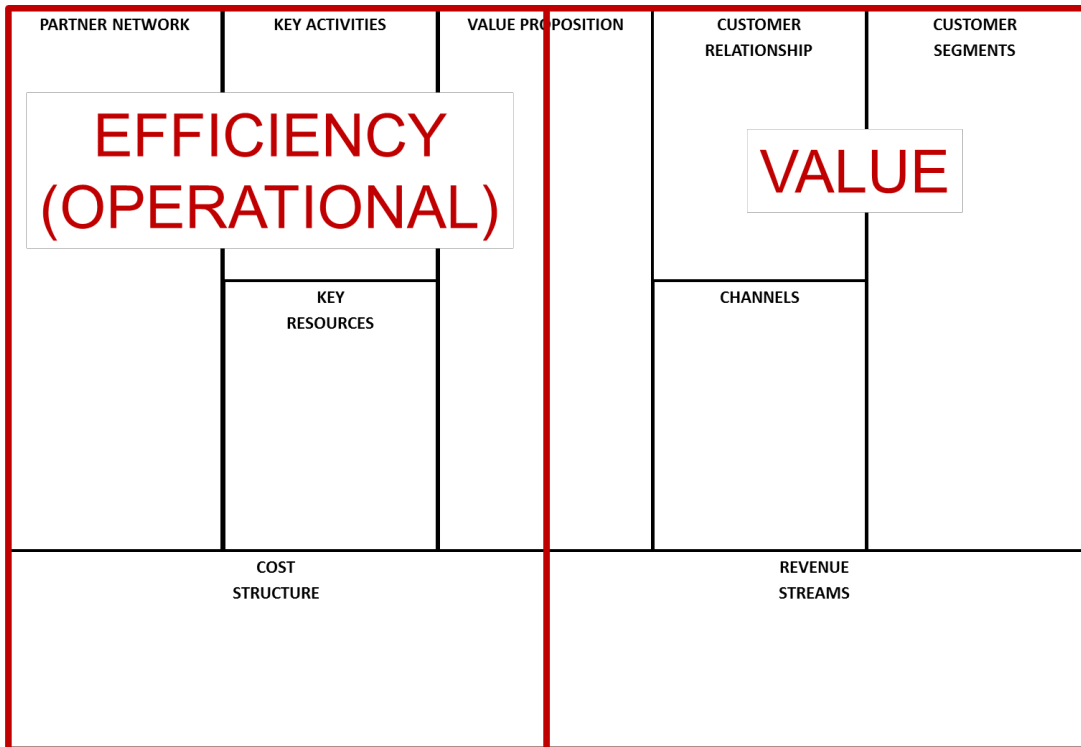 PARTNER NETWORK
KEY ACTIVITIES
VALUE PROPOSITION
CUSTOMER
RELATIONSHIP
CUSTOMER
SEGMENTS
EFFICIENCY
(OPERATIONAL)
VALUE
KEY
RESOURCES
CHANNELS
COST
STRUCTURE
REVENUE
STREAMS